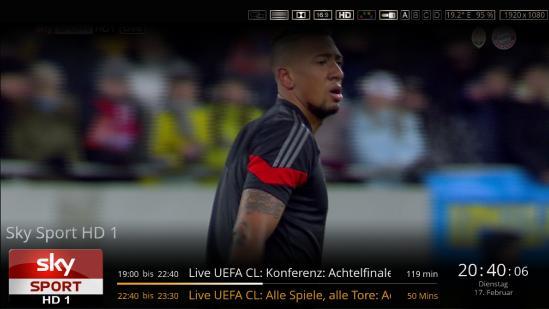 16:9 HD A B C D 19.2° E 95 % 1920 x 1080
Sky Sport HD 1
sky
SPORT
HD 1
19:00 bis 22:40 Live UEFA CL: Konferenz: Achtelfinale 119 min
22:40 bis 23:30 Live UEFA CL: Alle Spiele, alle Tore: A 50 Mins
20:40:06
Dienstag
17. Februar